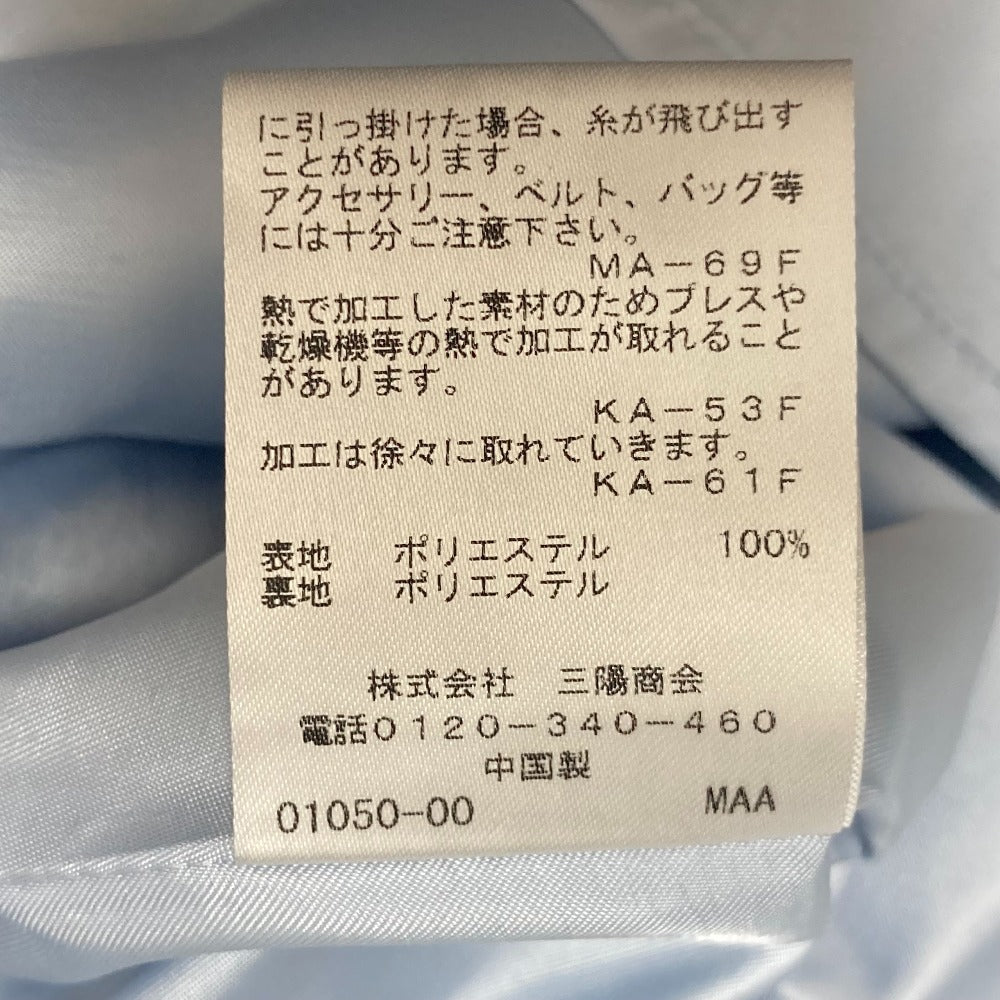 に引っ掛けた場合、糸が飛び出す
ことがあります。
アクセサリー、ベルト、バッグ等
には十分ご注意下さい。
MA－69F
熱で加工した素材のためプレスや
乾燥機等の熱で加工が取れること
があります。
KA－53F
加工は徐々に取れていきます。
KA－61F
表地 ポリエステル 100%
裏地 ポリエステル
株式会社 三陽商会
電話0120－340－460
中国製
01050-00 MAA